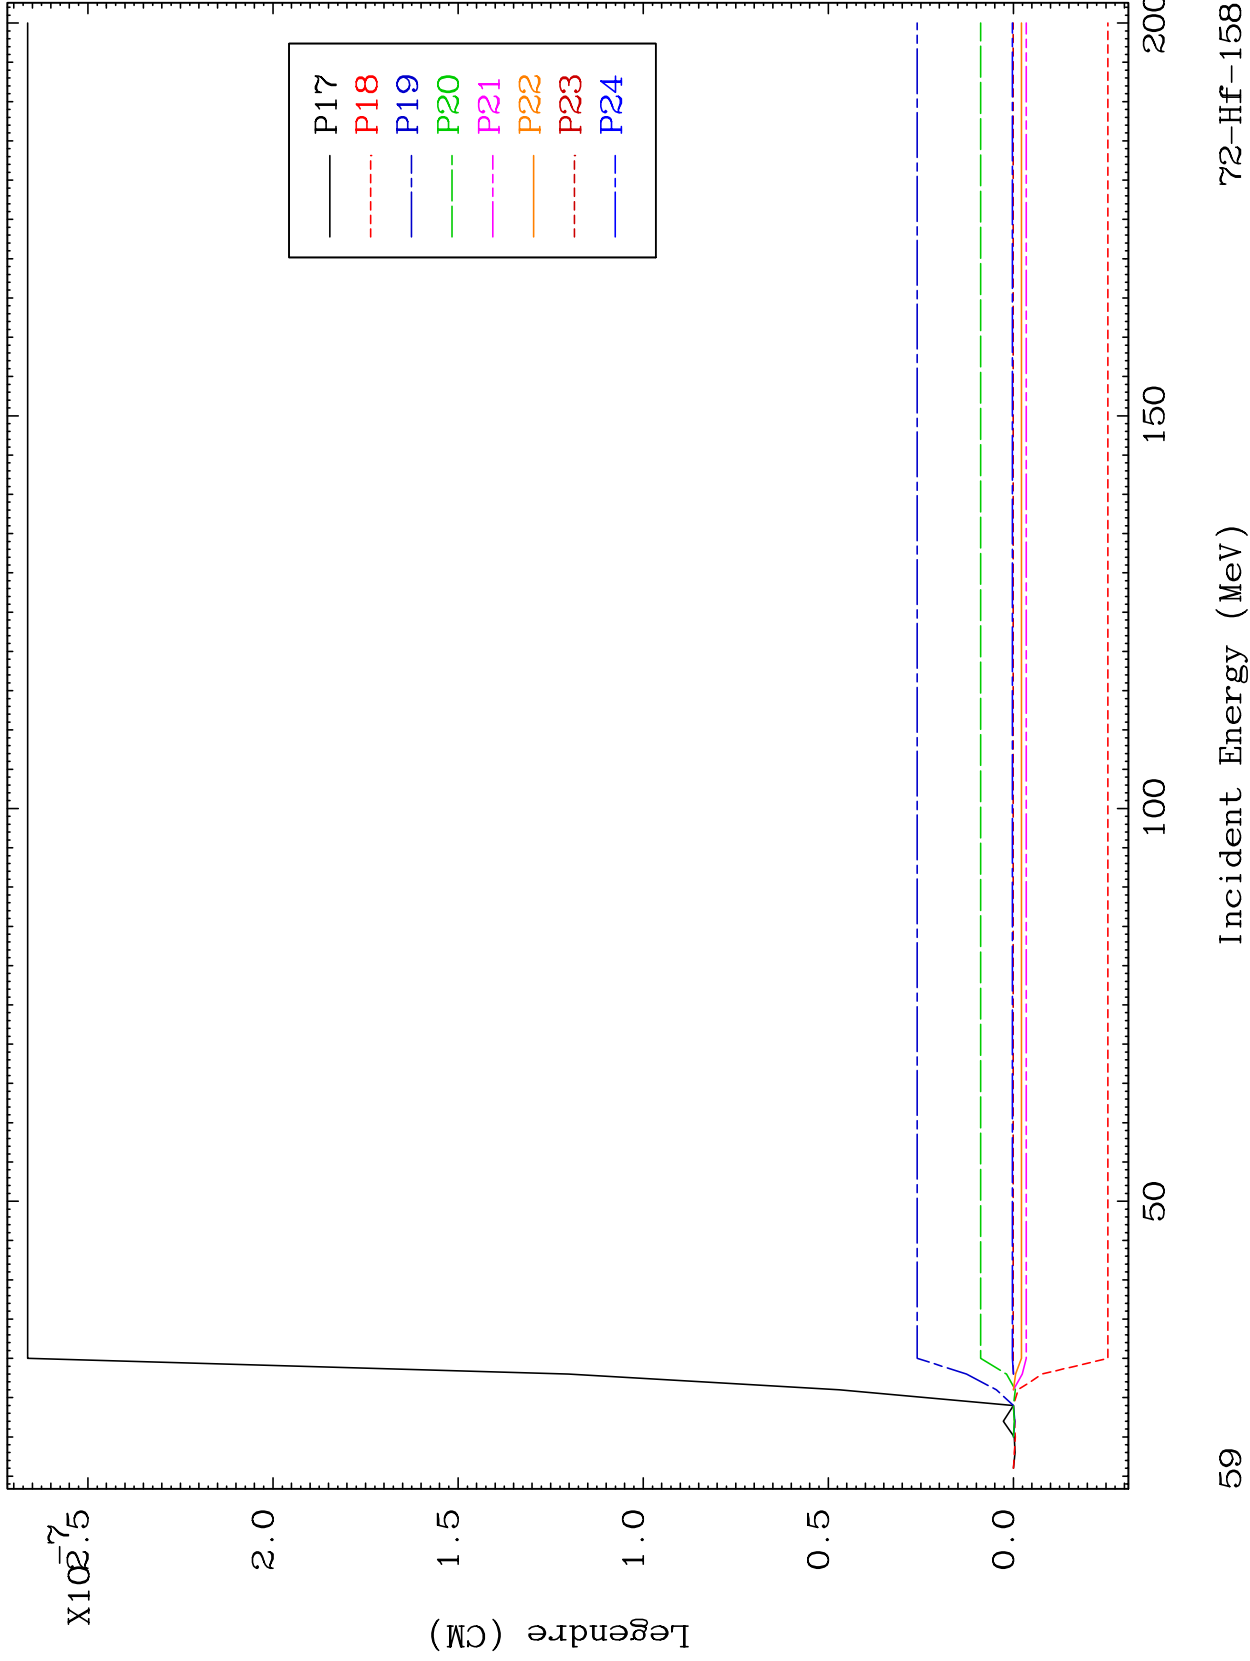 X10⁻⁷
2.5
2.0
1.5
1.0
0.5
0.0
Legendre (CM)
P17
P18
P19
P20
P21
P22
P23
P24
50
100
150
200
Incident Energy (MeV)
59
72-Hf-158